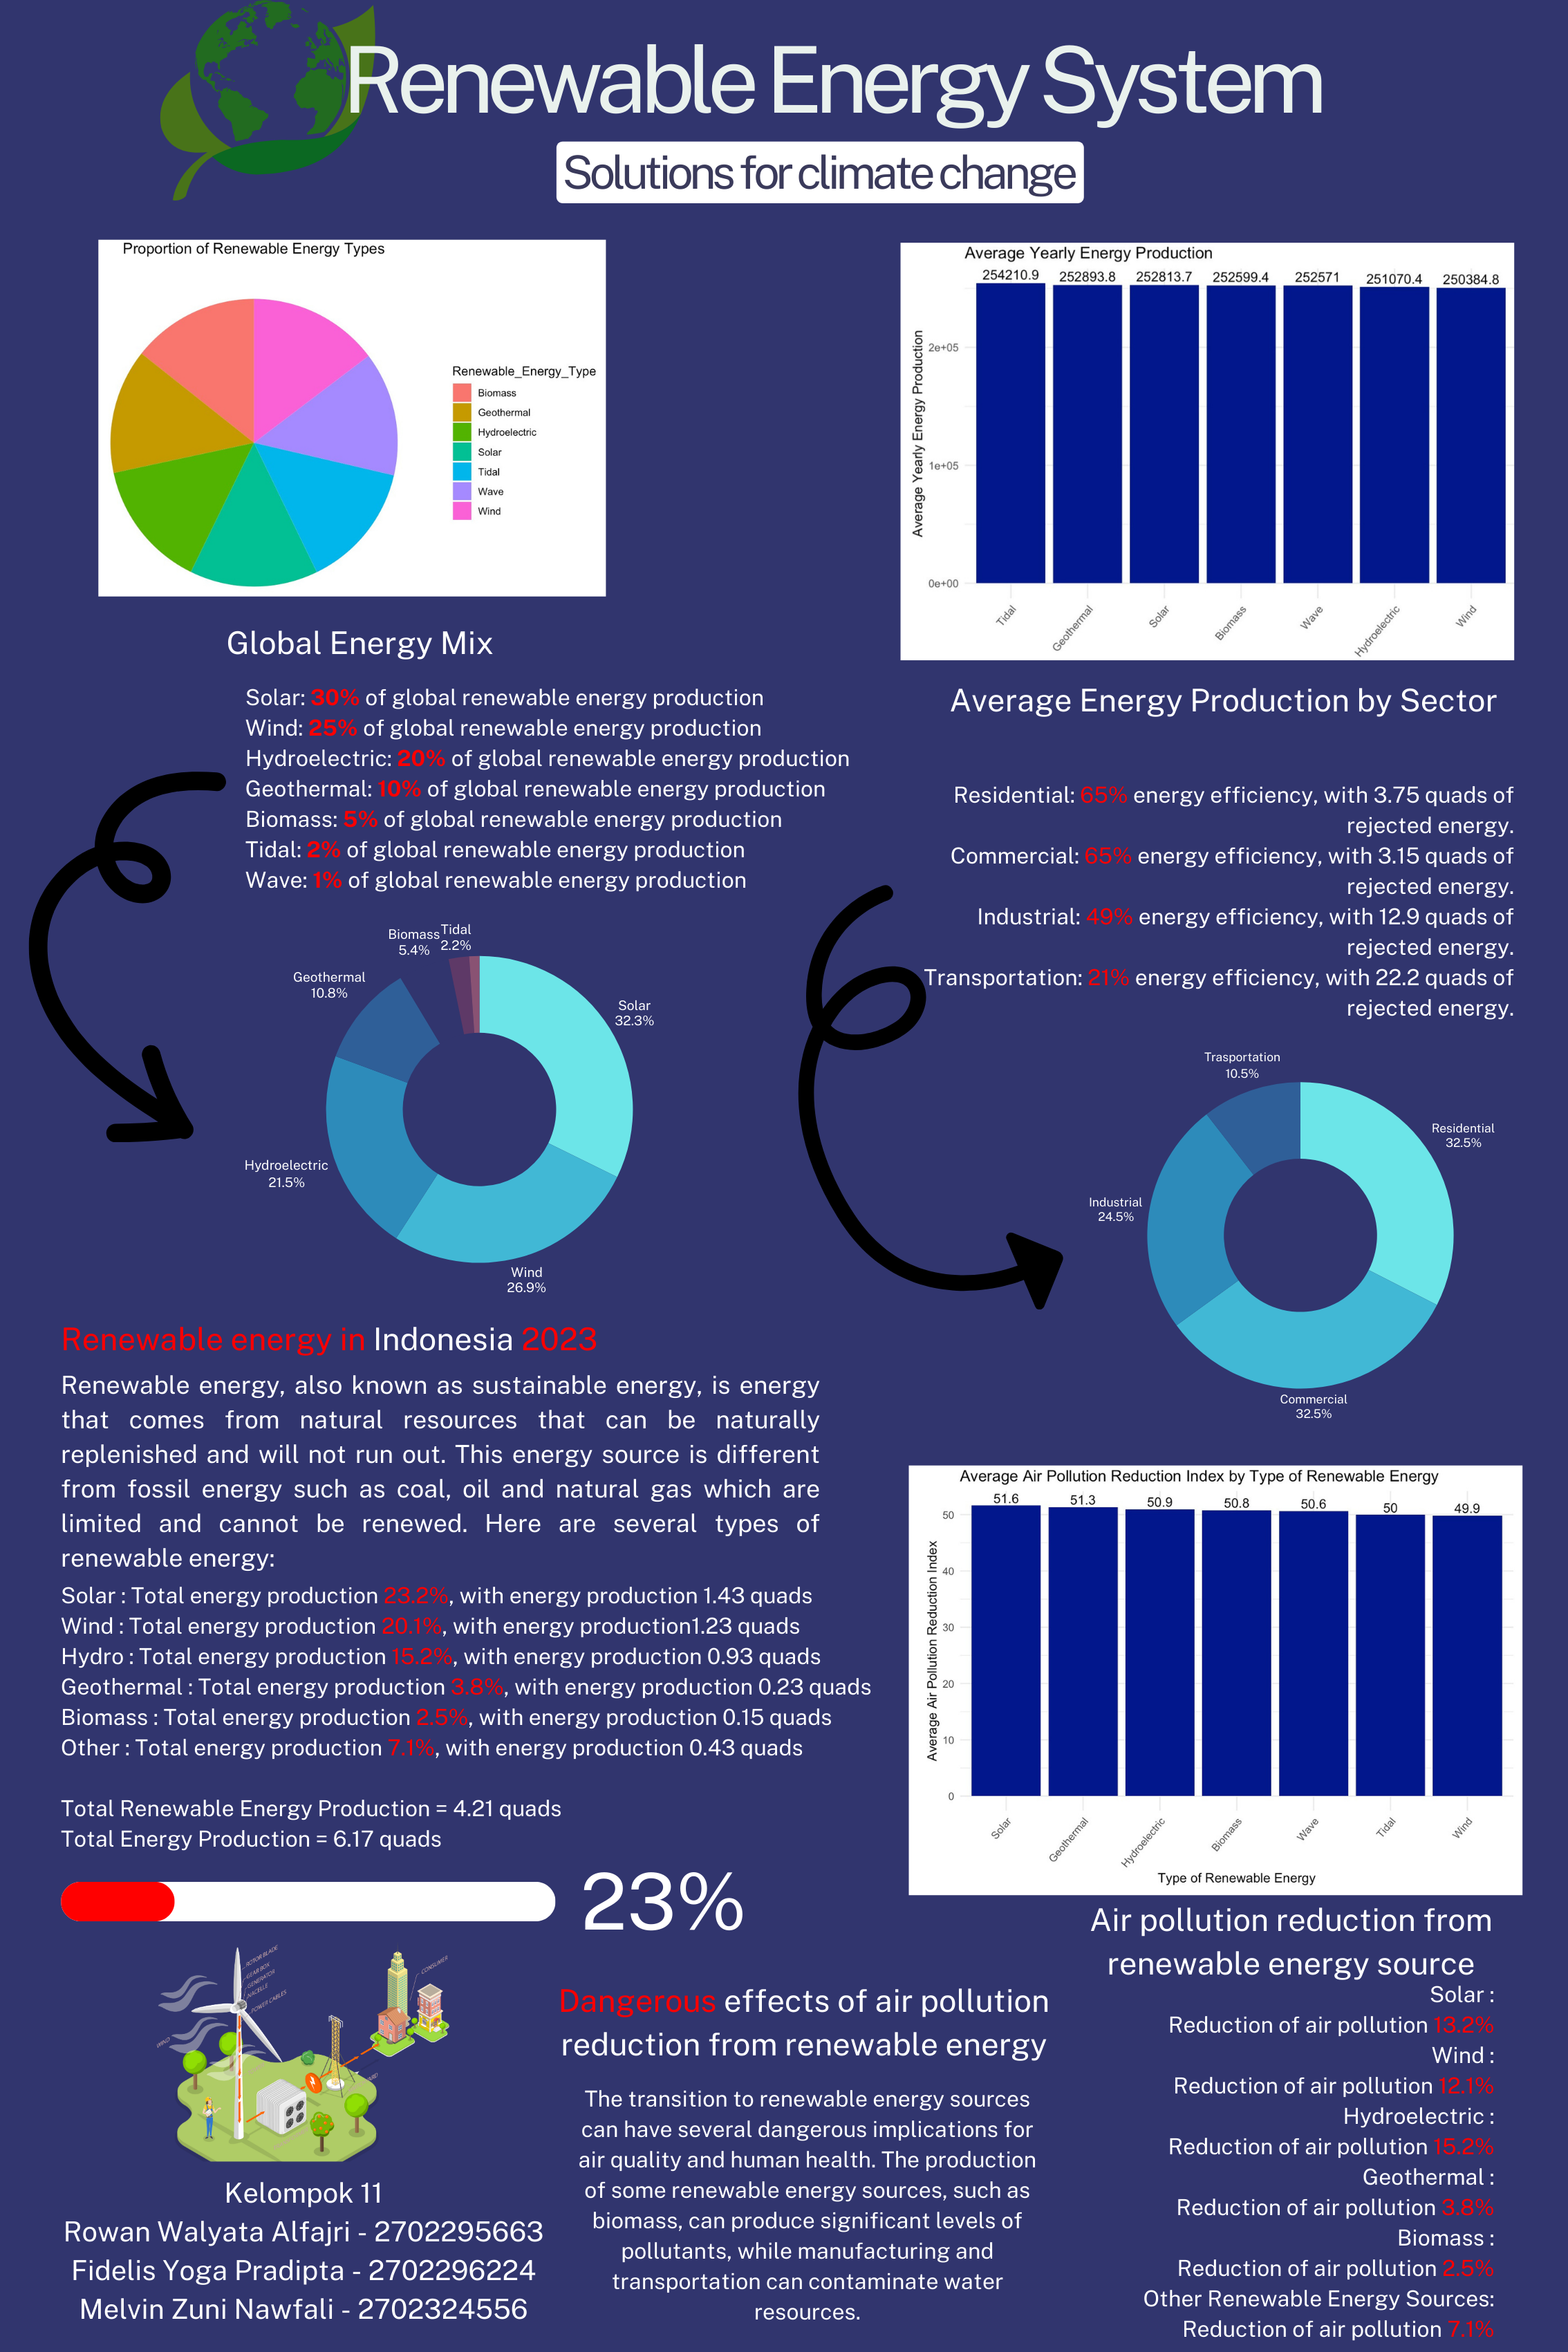 Renewable Energy System
Solutions for climate change
Proportion of Renewable Energy Types
Renewable_Energy_Type
Biomass
Geothermal
Hydroelectric
Solar
Tidal
Wave
Wind
Global Energy Mix
Solar: 30% of global renewable energy production
Wind: 25% of global renewable energy production
Hydroelectric: 20% of global renewable energy production
Geothermal: 10% of global renewable energy production
Biomass: 5% of global renewable energy production
Tidal: 2% of global renewable energy production
Wave: 1% of global renewable energy production
Biomass
5.4%
Tidal
2.2%
Geothermal
10.8%
Solar
32.3%
Hydroelectric
21.5%
Wind
26.9%
Average Yearly Energy Production
254210.9 252893.8 252813.7 252599.4 252571 251070.4 250384.8
Average Yearly Energy Production
2e+05
1e+05
0e+00
Tidal
Geothermal
Solar
Biomass
Wave
Hydroelectric
Wind
Average Energy Production by Sector
Residential: 65% energy efficiency, with 3.75 quads of
rejected energy.
Commercial: 65% energy efficiency, with 3.15 quads of
rejected energy.
Industrial: 49% energy efficiency, with 12.9 quads of
rejected energy.
Transportation: 21% energy efficiency, with 22.2 quads of
rejected energy.
Trasportation
10.5%
Residential
32.5%
Industrial
24.5%
Commercial
32.5%
Renewable energy in Indonesia 2023
Renewable energy, also known as sustainable energy, is energy
that comes from natural resources that can be naturally
replenished and will not run out. This energy source is different
from fossil energy such as coal, oil and natural gas which are
limited and cannot be renewed. Here are several types of
renewable energy:
Solar : Total energy production 23.2%, with energy production 1.43 quads
Wind : Total energy production 20.1%, with energy production1.23 quads
Hydro : Total energy production 15.2%, with energy production 0.93 quads
Geothermal : Total energy production 3.8%, with energy production 0.23 quads
Biomass : Total energy production 2.5%, with energy production 0.15 quads
Other : Total energy production 7.1%, with energy production 0.43 quads
Total Renewable Energy Production = 4.21 quads
Total Energy Production = 6.17 quads
23%
Average Air Pollution Reduction Index by Type of Renewable Energy
51.6 51.3 50.9 50.8 50.6 50 49.9
Average Air Pollution Reduction Index
50
40
30
20
10
0
Solar
Geothermal
Hydroelectric
Biomass
Wave
Tidal
Wind
Type of Renewable Energy
Air pollution reduction from
renewable energy source
Solar :
Reduction of air pollution 13.2%
Wind :
Reduction of air pollution 12.1%
Hydroelectric :
Reduction of air pollution 15.2%
Geothermal :
Reduction of air pollution 3.8%
Biomass :
Reduction of air pollution 2.5%
Other Renewable Energy Sources:
Reduction of air pollution 7.1%
ROTOR BLADE
GEAR BOX
GENERATOR
NACELLE
POWER CABLES
CONSUMER
Dangerous effects of air pollution
reduction from renewable energy
The transition to renewable energy sources
can have several dangerous implications for
air quality and human health. The production
of some renewable energy sources, such as
biomass, can produce significant levels of
pollutants, while manufacturing and
transportation can contaminate water
resources.
Kelompok 11
Rowan Walyata Alfajri - 2702295663
Fidelis Yoga Pradipta - 2702296224
Melvin Zuni Nawfali - 2702324556